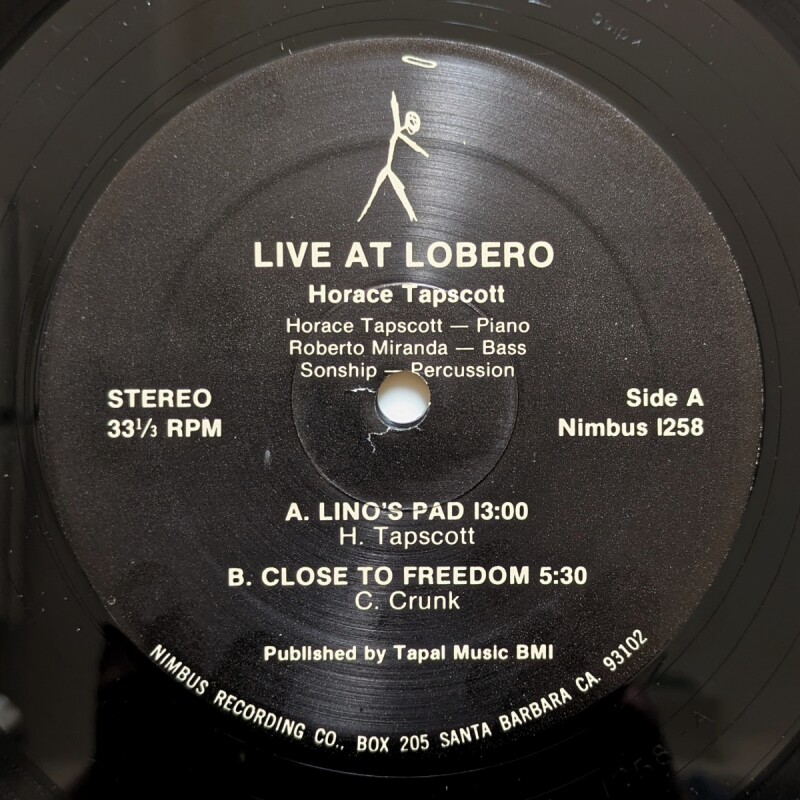 LIVE AT LOBERO
Horace Tapscott
Horace Tapscott — Piano
Roberto Miranda — Bass
Sonship — Percussion
STEREO
33⅓ RPM
Side A
Nimbus I258
A. LINO'S PAD I3:00
H. Tapscott
B. CLOSE TO FREEDOM 5:30
C. Crunk
Published by Tapal Music BMI
NIMBUS RECORDING CO., BOX 205 SANTA BARBARA CA. 93102